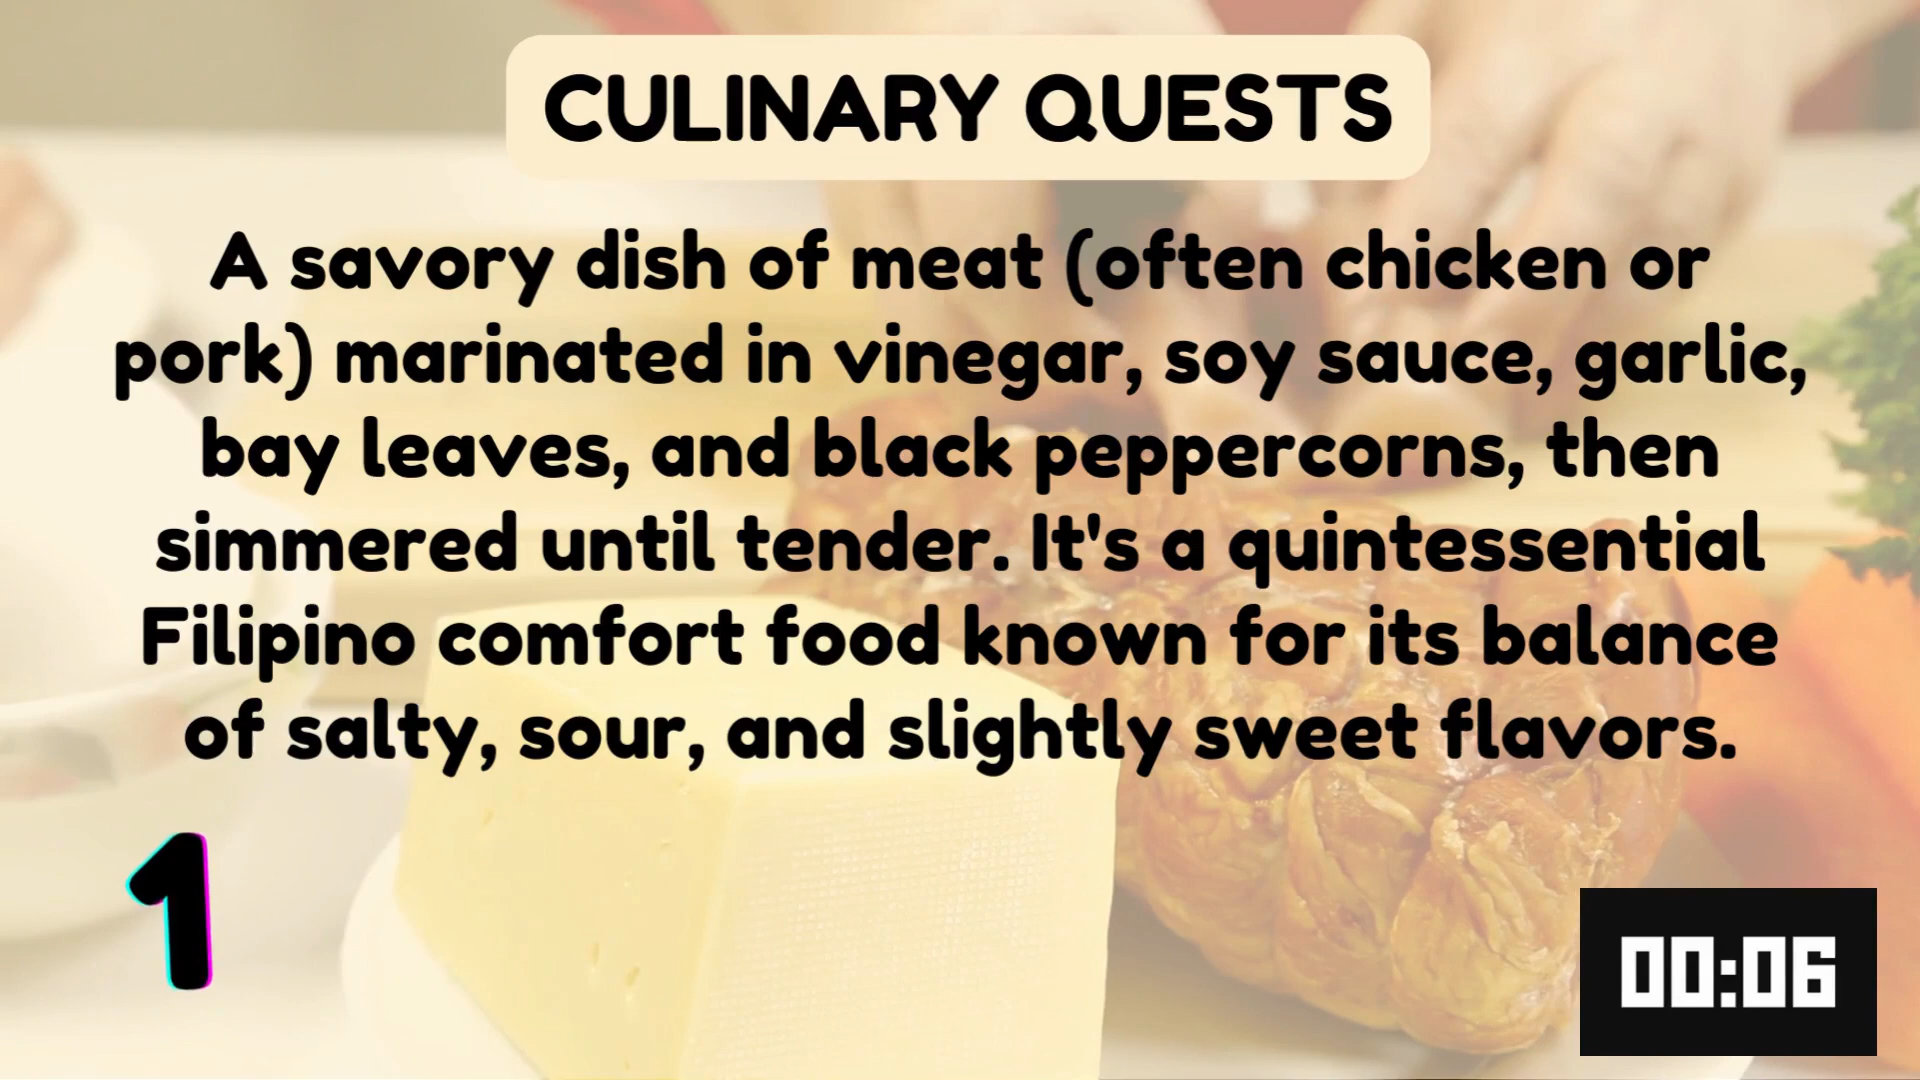 CULINARY QUESTS
A savory dish of meat (often chicken or
pork) marinated in vinegar, soy sauce, garlic,
bay leaves, and black peppercorns, then
simmered until tender. It's a quintessential
Filipino comfort food known for its balance
of salty, sour, and slightly sweet flavors.
1
00:06